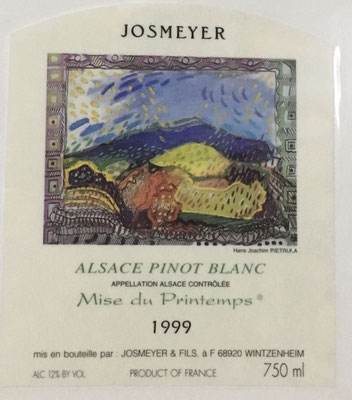 JOSMEYER
Hans Joachim PIETRULA
ALSACE PINOT BLANC
APPELLATION ALSACE CONTRÔLÉE
Mise du Printemps ®
1999
mis en bouteille par : JOSMEYER & FILS, à F 68920 WINTZENHEIM
ALC 12% BY VOL PRODUCT OF FRANCE 750 ml